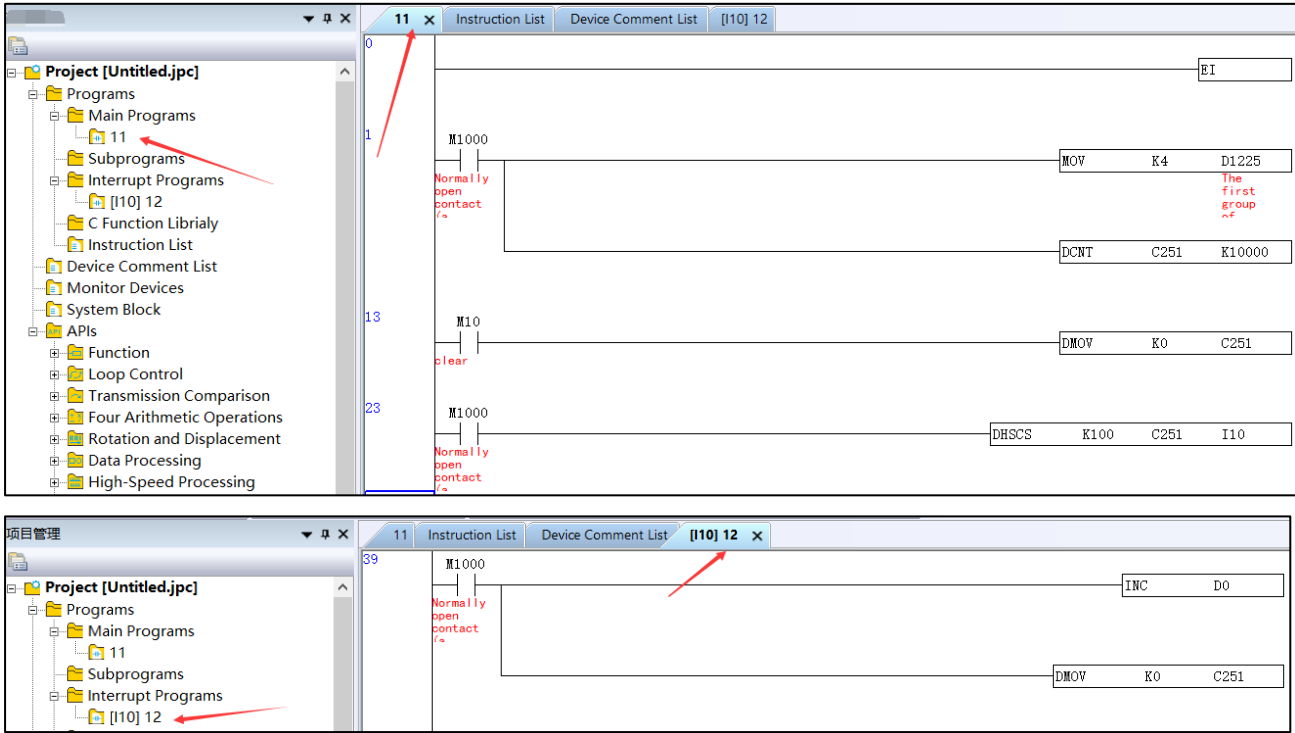 11
Instruction List
Device Comment List
[I10] 12
Project [Untitled.jpc]
Programs
Main Programs
11
Subprograms
Interrupt Programs
[I10] 12
C Function Librialy
Instruction List
Device Comment List
Monitor Devices
System Block
API APIs
Function
Loop Control
Transmission Comparison
Four Arithmetic Operations
Rotation and Displacement
Data Processing
High-Speed Processing
0
EI
1
M1000
Normally
open
contact
(a
MOV K4 D1225
The
first
group
of
DCNT C251 K10000
13
M10
clear
DMOV K0 C251
23
M1000
Normally
open
contact
(a
DHSCS K100 C251 I10
项目管理
11
Instruction List
Device Comment List
[I10] 12
Project [Untitled.jpc]
Programs
Main Programs
11
Subprograms
Interrupt Programs
[I10] 12
39
M1000
Normally
open
contact
(a
INC D0
DMOV K0 C251